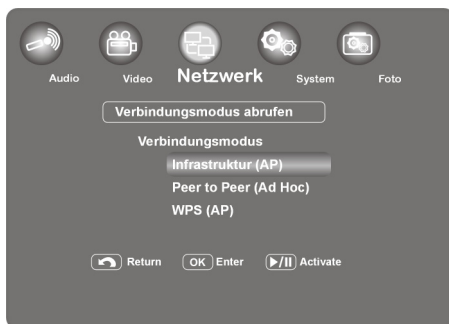 Audio Video Netzwerk System Foto
Verbindungsmodus abrufen
Verbindungsmodus
Infrastruktur (AP)
Peer to Peer (Ad Hoc)
WPS (AP)
Return OK Enter Activate